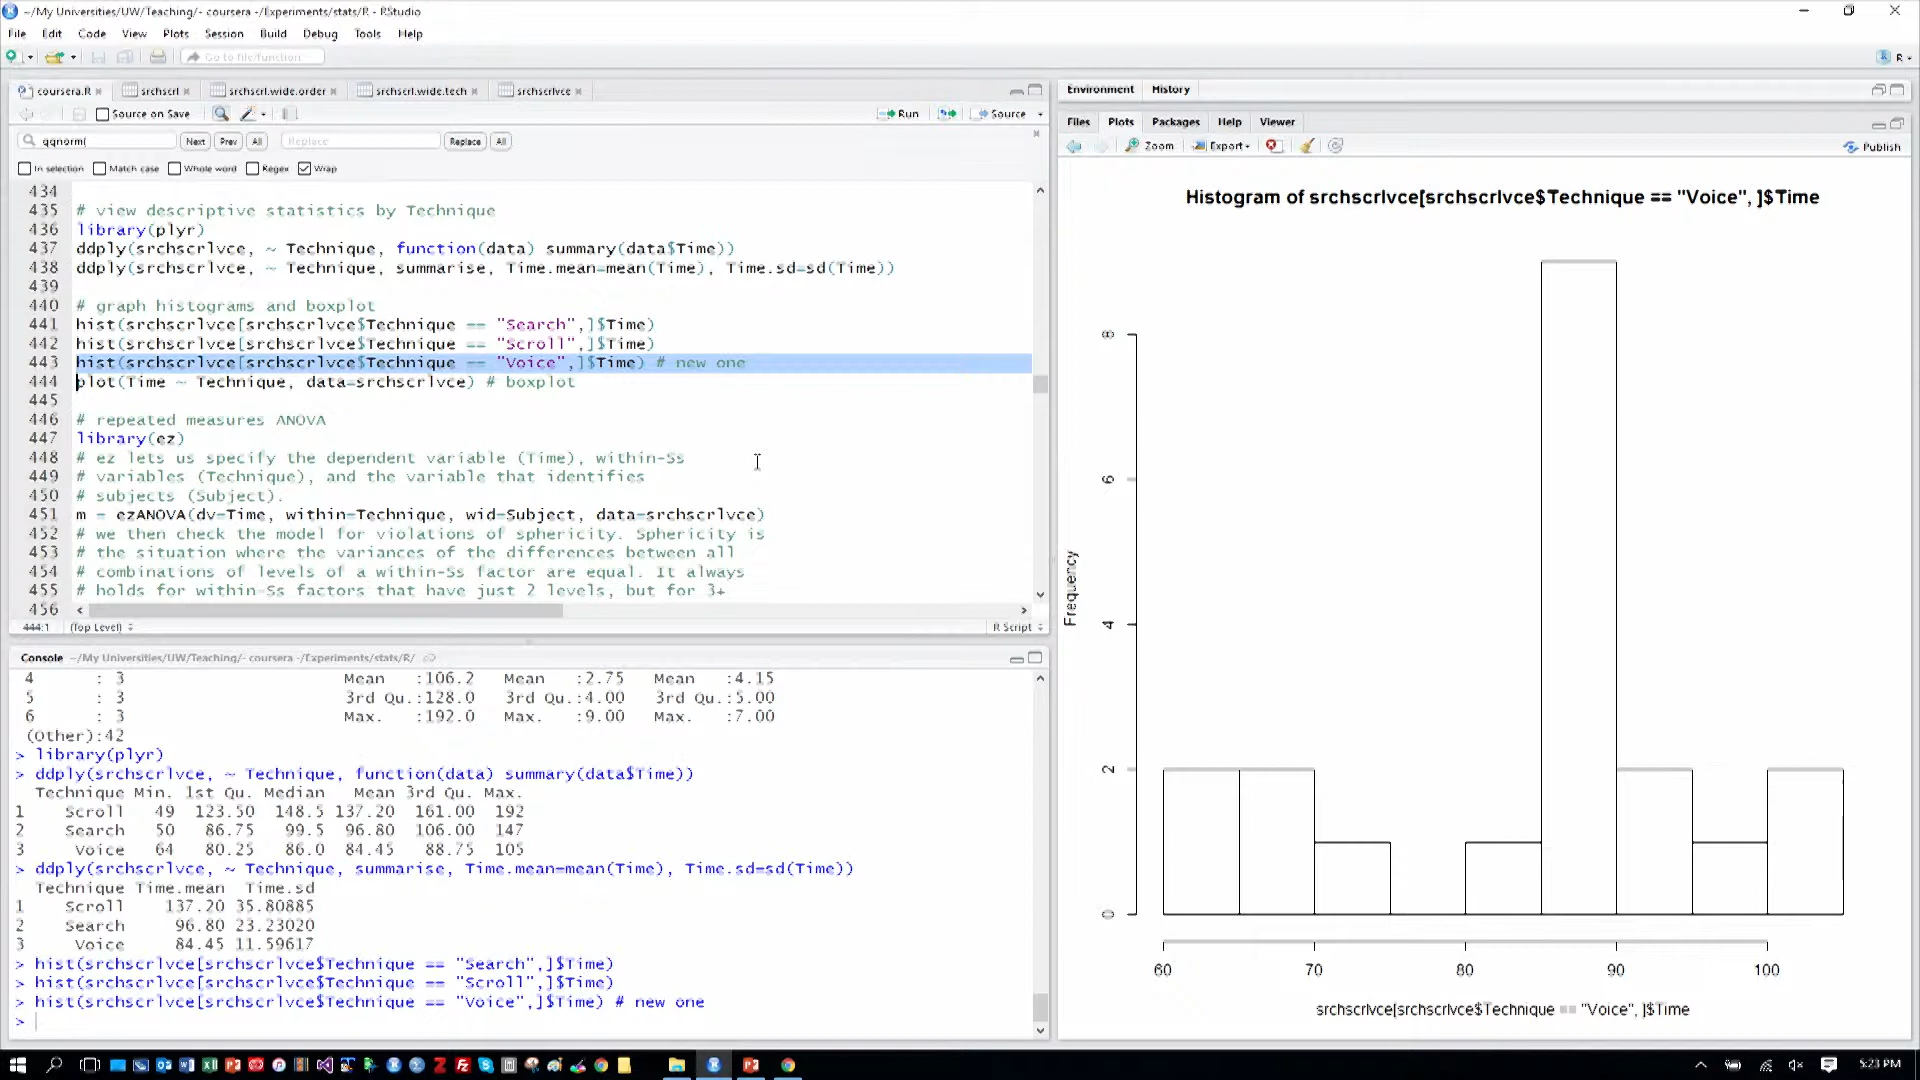 ~/My Universities/UW/Teaching/- coursera -/Experiments/stats/R - RStudio
File Edit Code View Plots Session Build Debug Tools Help
Go to file/function R
coursera.R srchscrl srchscrl.wide.order srchscrl.wide.tech srchscrlvce
Source on Save Run Source
qqnorm( Next Prev All Replace Replace All
In selection Match case Whole word Regex Wrap
434
435 # view descriptive statistics by Technique
436 library(plyr)
437 ddply(srchscrlvce, ~ Technique, function(data) summary(data$Time))
438 ddply(srchscrlvce, ~ Technique, summarise, Time.mean=mean(Time), Time.sd=sd(Time))
439
440 # graph histograms and boxplot
441 hist(srchscrlvce[srchscrlvce$Technique == "Search",]$Time)
442 hist(srchscrlvce[srchscrlvce$Technique == "Scroll",]$Time)
443 hist(srchscrlvce[srchscrlvce$Technique == "Voice",]$Time) # new one
444 plot(Time ~ Technique, data=srchscrlvce) # boxplot
445
446 # repeated measures ANOVA
447 library(ez)
448 # ez lets us specify the dependent variable (Time), within-Ss
449 # variables (Technique), and the variable that identifies
450 # subjects (Subject).
451 m = ezANOVA(dv=Time, within=Technique, wid=Subject, data=srchscrlvce)
452 # we then check the model for violations of sphericity. Sphericity is
453 # the situation where the variances of the differences between all
454 # combinations of levels of a within-Ss factor are equal. It always
455 # holds for within-Ss factors that have just 2 levels, but for 3+
456
444:1 (Top Level) R Script
Console ~/My Universities/UW/Teaching/- coursera -/Experiments/stats/R/
4 : 3 Mean :106.2 Mean :2.75 Mean :4.15
5 : 3 3rd Qu.:128.0 3rd Qu.:4.00 3rd Qu.:5.00
6 : 3 Max. :192.0 Max. :9.00 Max. :7.00
(Other):42
> library(plyr)
> ddply(srchscrlvce, ~ Technique, function(data) summary(data$Time))
Technique Min. 1st Qu. Median Mean 3rd Qu. Max.
1 Scroll 49 123.50 148.5 137.20 161.00 192
2 Search 50 86.75 99.5 96.80 106.00 147
3 Voice 64 80.25 86.0 84.45 88.75 105
> ddply(srchscrlvce, ~ Technique, summarise, Time.mean=mean(Time), Time.sd=sd(Time))
Technique Time.mean Time.sd
1 Scroll 137.20 35.80885
2 Search 96.80 23.23020
3 Voice 84.45 11.59617
> hist(srchscrlvce[srchscrlvce$Technique == "Search",]$Time)
> hist(srchscrlvce[srchscrlvce$Technique == "Scroll",]$Time)
> hist(srchscrlvce[srchscrlvce$Technique == "Voice",]$Time) # new one
>
Environment History
Files Plots Packages Help Viewer
Zoom Export Publish
Histogram of srchscrlvce[srchscrlvce$Technique == "Voice", ]$Time
Frequency
8
6
4
2
0
60 70 80 90 100
srchscrlvce[srchscrlvce$Technique == "Voice", ]$Time
5:23 PM